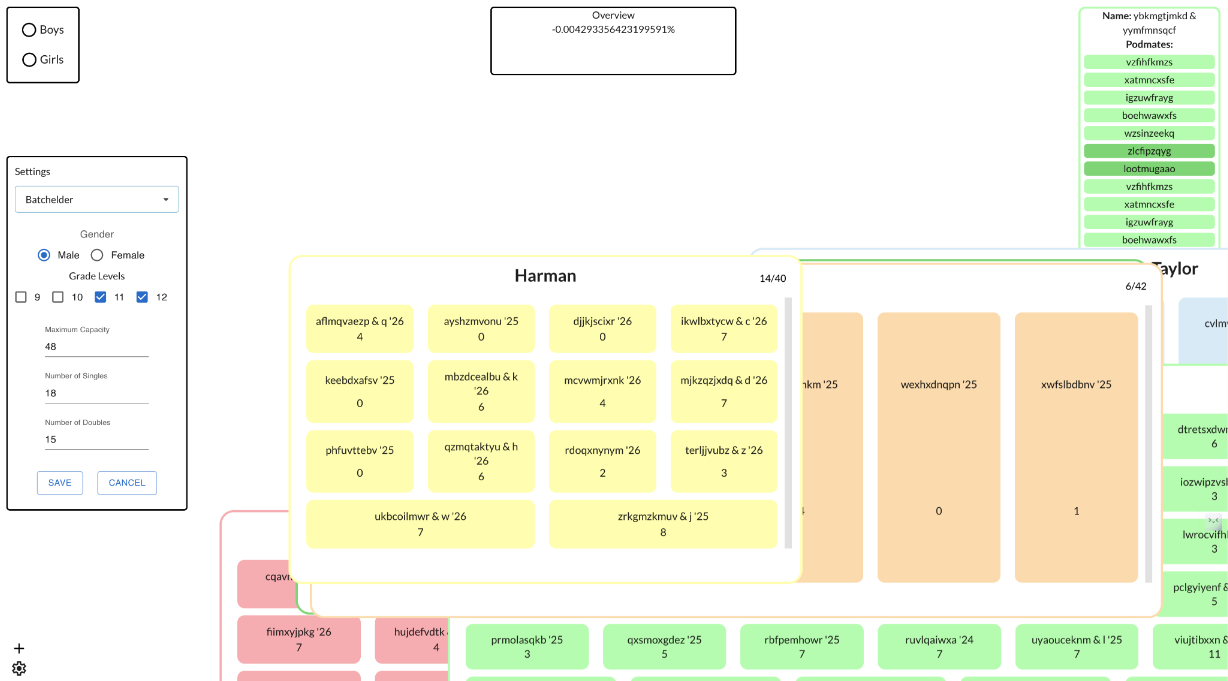 Boys
Girls
Overview
-0.004293356423199591%
Name: ybkmgtjmkd &
yymfmnsqcf
Podmates:
vzfihfkmzs
xatmncxsfe
igzuwfrayg
boehwawxfs
wzsinzeekq
zlcfipzqyg
lootmugaao
vzfihfkmzs
xatmncxsfe
igzuwfrayg
boehwawxfs
Settings
Batchelder
Gender
Male Female
Grade Levels
9 10 11 12
Maximum Capacity
48
Number of Singles
18
Number of Doubles
15
SAVE CANCEL
Harman
14/40
aflmqvaezp & q '26
4
ayshzmvonu '25
0
djjkjscixr '26
0
ikwlbxtycw & c '26
7
keebdxafsv '25
0
mbzdcealbu & k
'26
6
mcvwmjrxnk '26
4
mjkzqzjxdq & d '26
7
phfuvttebv '25
0
qzmqtaktyu & h
'26
6
rdoqxnynym '26
2
terljjvubz & z '26
3
ukbcoilmwr & w '26
7
zrkgmzkmuv & j '25
8
Taylor
6/42
km '25
wexhxdnqpn '25
0
xwfslbdbnv '25
1
cvlm
dtretsxdw
6
iozwipzvsl
3
lwrocvifh
3
pclgyiyenf &
5
cqav
fiimxyjpkg '26
7
hujdefvdtk
4
prmolasqkb '25
3
qxsmoxgdez '25
5
rbfpemhowr '25
7
ruvlqaiwxa '24
7
uyaouceknm & l '25
7
viujtibxxn &
11